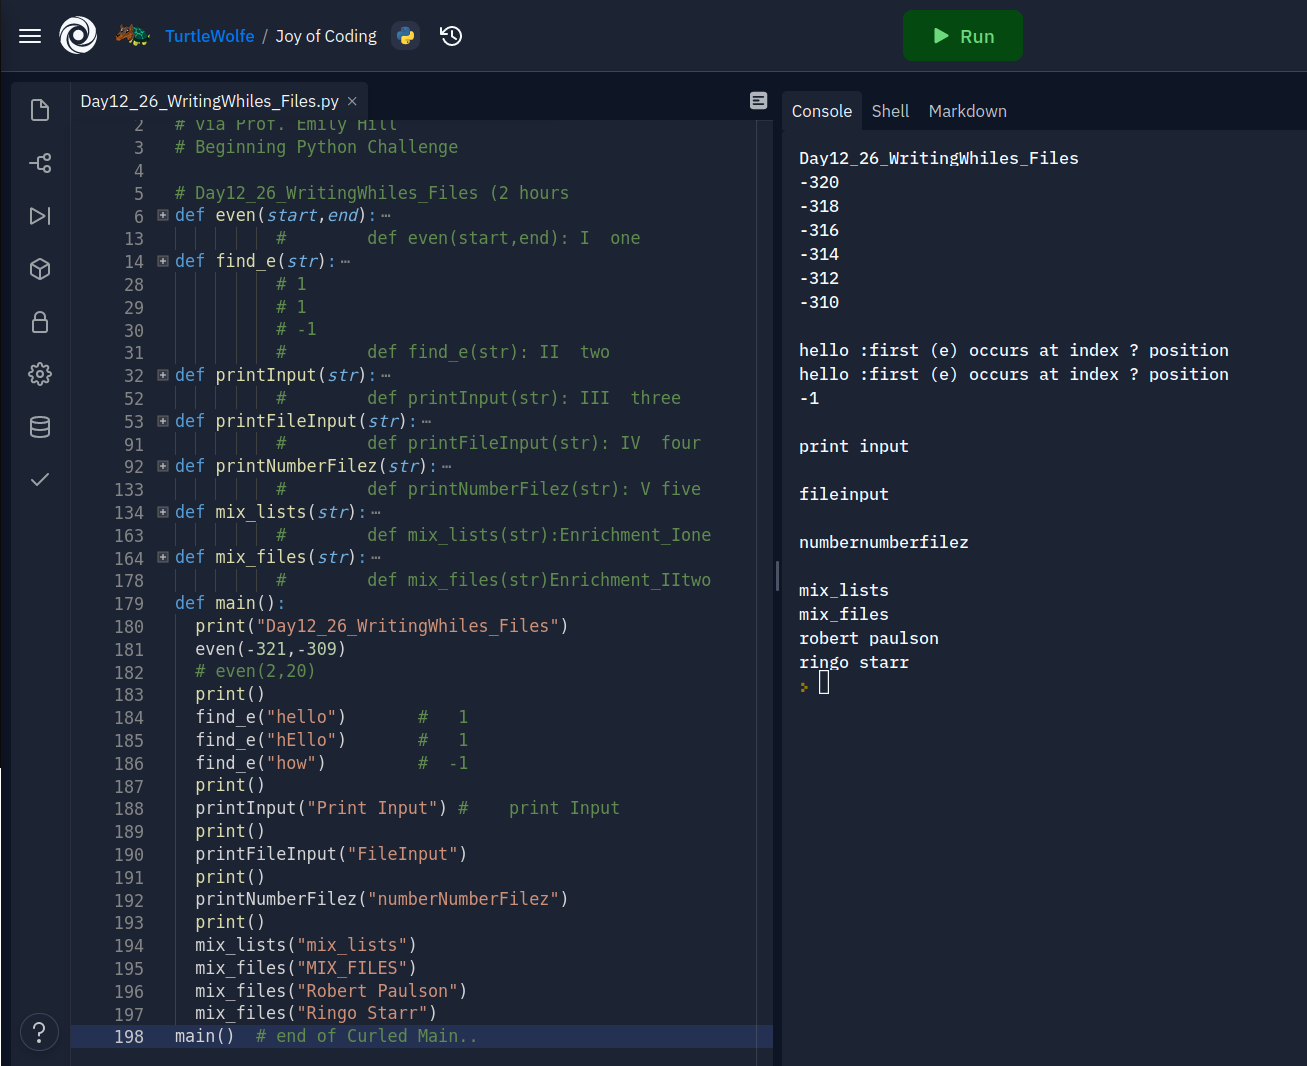 TurtleWolfe / Joy of Coding
Run
Day12_26_WritingWhiles_Files.py ×
2 # via Prof. Emily Hill
3 # Beginning Python Challenge
4
5 # Day12_26_WritingWhiles_Files (2 hours
6 def even(start,end):⋯
13 # def even(start,end): I one
14 def find_e(str):⋯
28 # 1
29 # 1
30 # -1
31 # def find_e(str): II two
32 def printInput(str):⋯
52 # def printInput(str): III three
53 def printFileInput(str):⋯
91 # def printFileInput(str): IV four
92 def printNumberFilez(str):⋯
133 # def printNumberFilez(str): V five
134 def mix_lists(str):⋯
163 # def mix_lists(str):Enrichment_Ione
164 def mix_files(str):⋯
178 # def mix_files(str)Enrichment_IItwo
179 def main():
180 print("Day12_26_WritingWhiles_Files")
181 even(-321,-309)
182 # even(2,20)
183 print()
184 find_e("hello") # 1
185 find_e("hEllo") # 1
186 find_e("how") # -1
187 print()
188 printInput("Print Input") # print Input
189 print()
190 printFileInput("FileInput")
191 print()
192 printNumberFilez("numberNumberFilez")
193 print()
194 mix_lists("mix_lists")
195 mix_files("MIX_FILES")
196 mix_files("Robert Paulson")
197 mix_files("Ringo Starr")
198 main() # end of Curled Main..
?
Console Shell Markdown
Day12_26_WritingWhiles_Files
-320
-318
-316
-314
-312
-310
hello :first (e) occurs at index ? position
hello :first (e) occurs at index ? position
-1
print input
fileinput
numbernumberfilez
mix_lists
mix_files
robert paulson
ringo starr